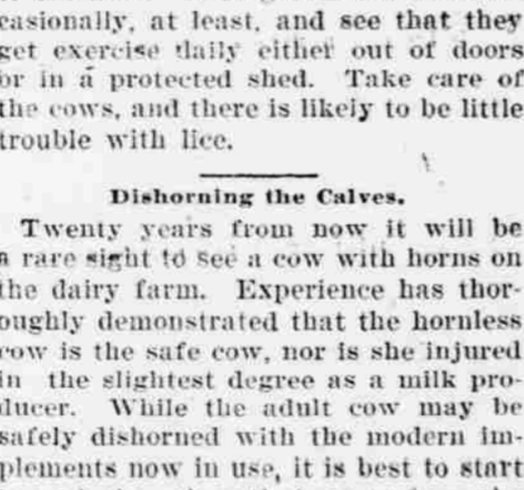 casionally, at least, and see that they
get exercise daily either out of doors
or in a protected shed. Take care of
the cows, and there is likely to be little
trouble with lice.
Dishorning the Calves.
Twenty years from now it will be
a rare sight to see a cow with horns on
the dairy farm. Experience has thor-
oughly demonstrated that the hornless
cow is the safe cow, nor is she injured
in the slightest degree as a milk pro-
ducer. While the adult cow may be
safely dishorned with the modern im-
plements now in use, it is best to start